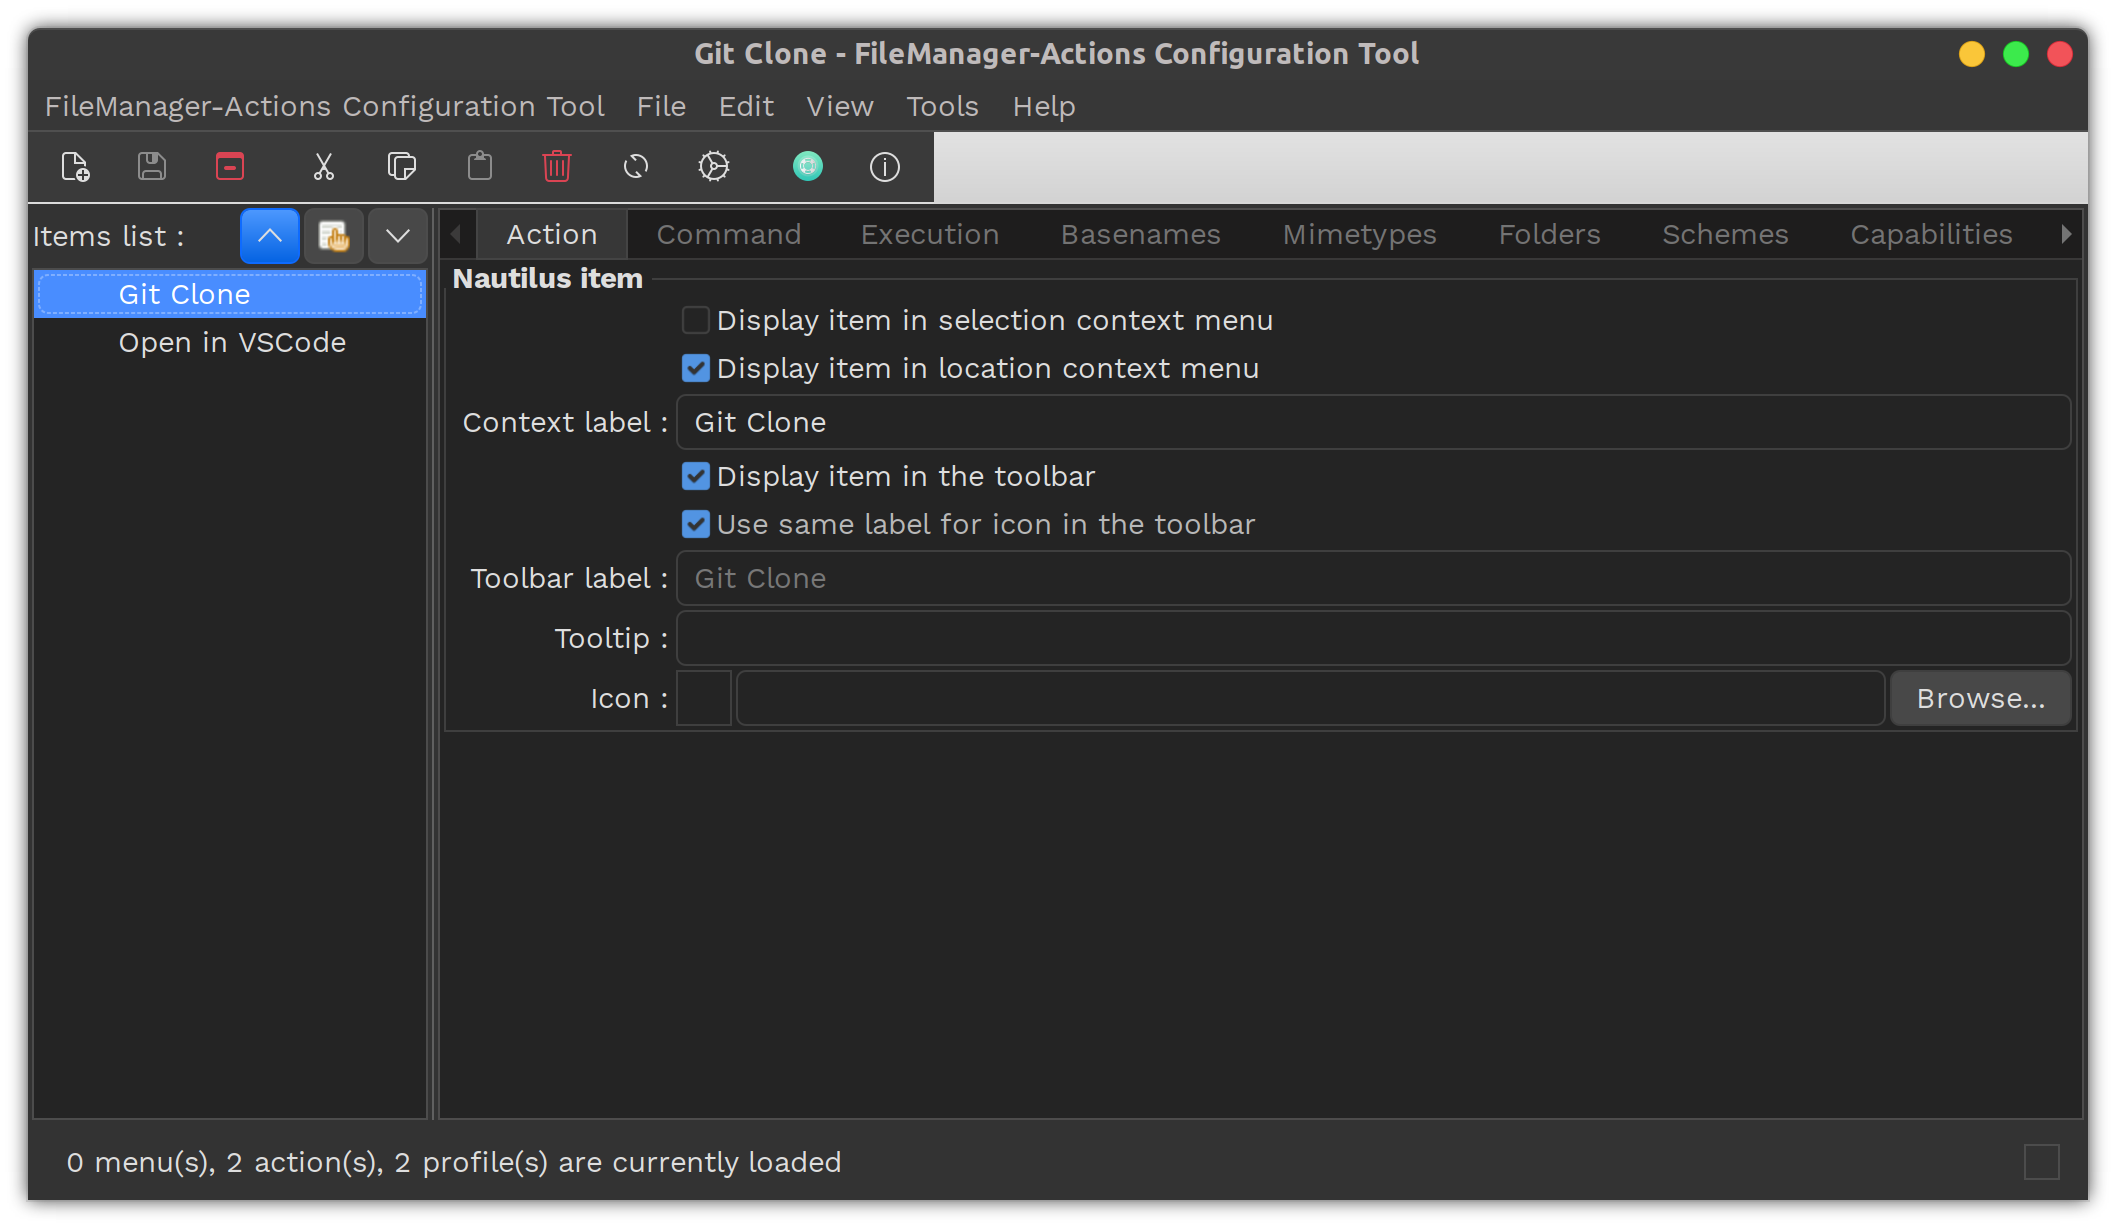 Git Clone - FileManager-Actions Configuration Tool
FileManager-Actions Configuration Tool File Edit View Tools Help
Items list :
Action Command Execution Basenames Mimetypes Folders Schemes Capabilities
Git Clone
Open in VSCode
Nautilus item
Display item in selection context menu
Display item in location context menu
Context label : Git Clone
Display item in the toolbar
Use same label for icon in the toolbar
Toolbar label : Git Clone
Tooltip :
Icon : Browse...
0 menu(s), 2 action(s), 2 profile(s) are currently loaded